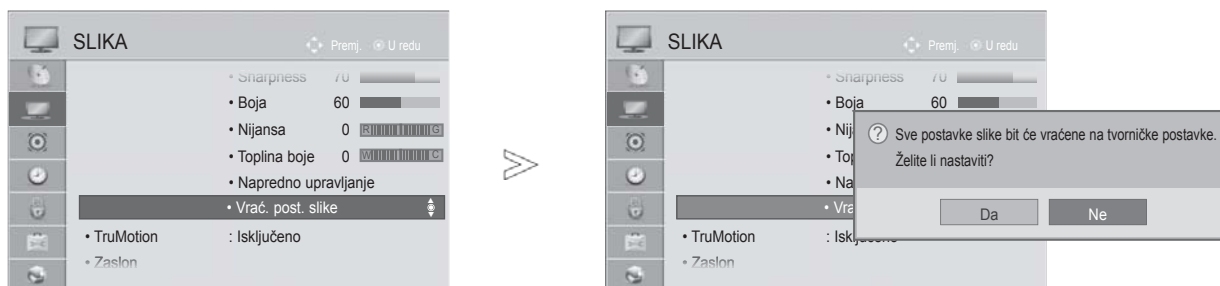 SLIKA
Premj. U redu
• Sharpness 70
• Boja 60
• Nijansa 0 R G
• Toplina boje 0 W C
• Napredno upravljanje
• Vrać. post. slike
• TruMotion : Isključeno
• Zaslon
SLIKA
Premj. U redu
• Sharpness 70
• Boja 60
• Nij
• Top
• Na
• Vra
? Sve postavke slike bit će vraćene na tvorničke postavke.
Želite li nastaviti?
Da Ne
• TruMotion : Isključeno
• Zaslon